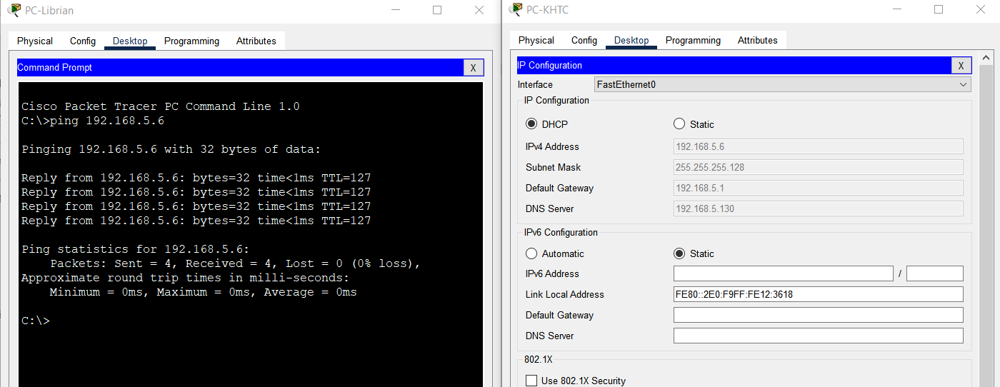 PC-Librian
Physical Config Desktop Programming Attributes
Command Prompt X
Cisco Packet Tracer PC Command Line 1.0
C:\>ping 192.168.5.6
Pinging 192.168.5.6 with 32 bytes of data:
Reply from 192.168.5.6: bytes=32 time<1ms TTL=127
Reply from 192.168.5.6: bytes=32 time<1ms TTL=127
Reply from 192.168.5.6: bytes=32 time<1ms TTL=127
Reply from 192.168.5.6: bytes=32 time<1ms TTL=127
Ping statistics for 192.168.5.6:
Packets: Sent = 4, Received = 4, Lost = 0 (0% loss),
Approximate round trip times in milli-seconds:
Minimum = 0ms, Maximum = 0ms, Average = 0ms
C:\>
PC-KHTC
Physical Config Desktop Programming Attributes
IP Configuration X
Interface FastEthernet0
IP Configuration
DHCP Static
IPv4 Address 192.168.5.6
Subnet Mask 255.255.255.128
Default Gateway 192.168.5.1
DNS Server 192.168.5.130
IPv6 Configuration
Automatic Static
IPv6 Address /
Link Local Address FE80::2E0:F9FF:FE12:3618
Default Gateway
DNS Server
802.1X
Use 802.1X Security